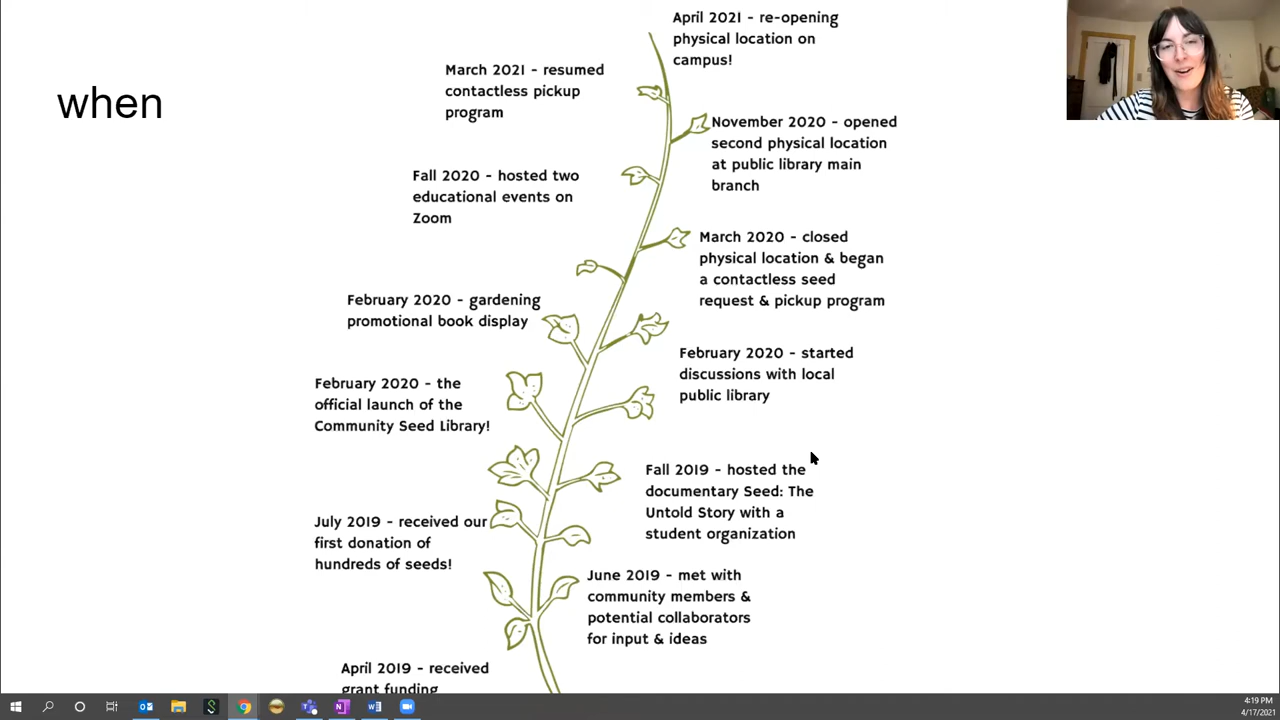 when
April 2021 - re-opening
physical location on
campus!
March 2021 - resumed
contactless pickup
program
November 2020 - opened
second physical location
at public library main
branch
Fall 2020 - hosted two
educational events on
Zoom
March 2020 - closed
physical location & began
a contactless seed
request & pickup program
February 2020 - gardening
promotional book display
February 2020 - started
discussions with local
public library
February 2020 - the
official launch of the
Community Seed Library!
Fall 2019 - hosted the
documentary Seed: The
Untold Story with a
student organization
July 2019 - received our
first donation of
hundreds of seeds!
June 2019 - met with
community members &
potential collaborators
for input & ideas
April 2019 - received
grant funding
4:19 PM
4/17/2021